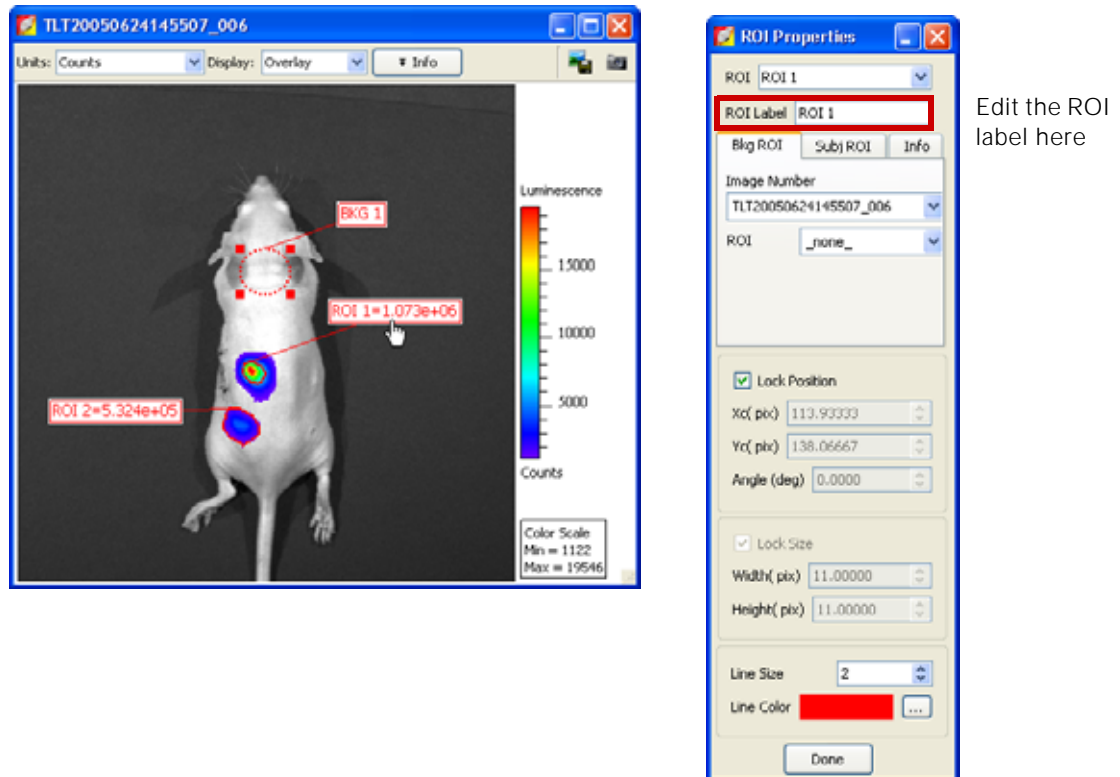 TLT20050624145507_006
Units: Counts Display: Overlay Info
BKG 1
ROI 1=1.073e+06
ROI 2=5.324e+05
Luminescence
15000
10000
5000
Counts
Color Scale
Min = 1122
Max = 19546
ROI Properties
ROI ROI 1
ROI Label ROI 1
Bkg ROI Subj ROI Info
Image Number
TLT20050624145507_006
ROI _none_
Lock Position
Xc( pix) 113.93333
Yc( pix) 138.06667
Angle (deg) 0.0000
Lock Size
Width( pix) 11.00000
Height( pix) 11.00000
Line Size 2
Line Color ...
Done
Edit the ROI
label here